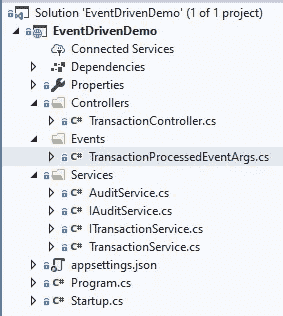 Solution 'EventDrivenDemo' (1 of 1 project)
EventDrivenDemo
Connected Services
Dependencies
Properties
Controllers
C# TransactionController.cs
Events
C# TransactionProcessedEventArgs.cs
Services
C# AuditService.cs
C# IAuditService.cs
C# ITransactionService.cs
C# TransactionService.cs
appsettings.json
C# Program.cs
C# Startup.cs